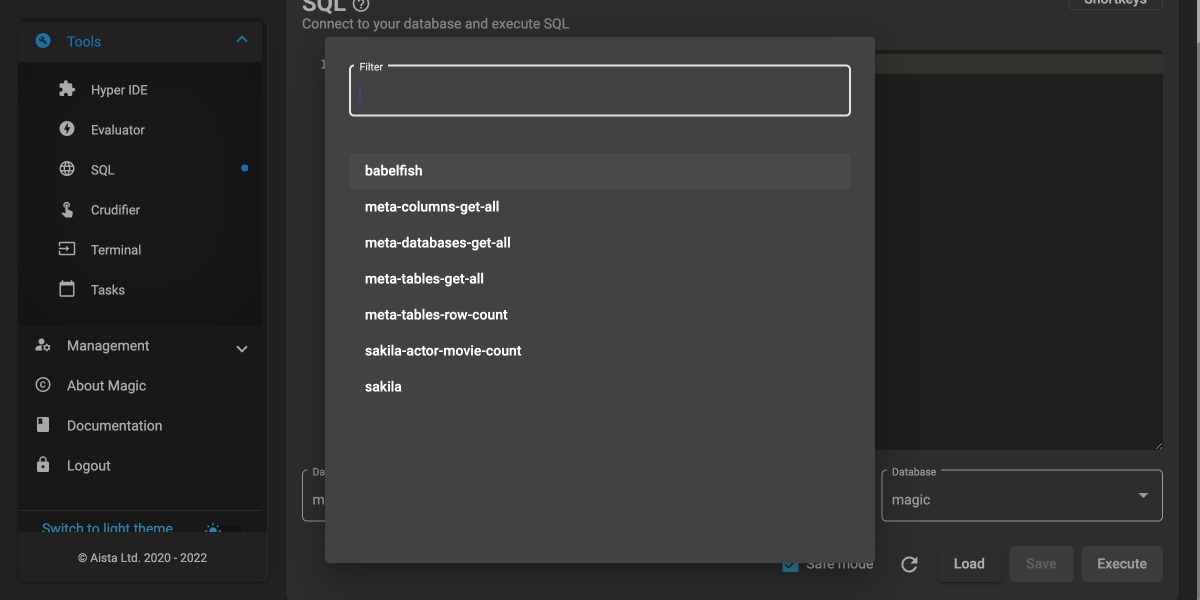 Tools
Hyper IDE
Evaluator
SQL
Crudifier
Terminal
Tasks
Management
About Magic
Documentation
Logout
Switch to light theme
© Aista Ltd. 2020 - 2022
SQL
Shortkeys
Connect to your database and execute SQL
1
Filter
babelfish
meta-columns-get-all
meta-databases-get-all
meta-tables-get-all
meta-tables-row-count
sakila-actor-movie-count
sakila
Da
m
Database
magic
Safe mode
Load
Save
Execute